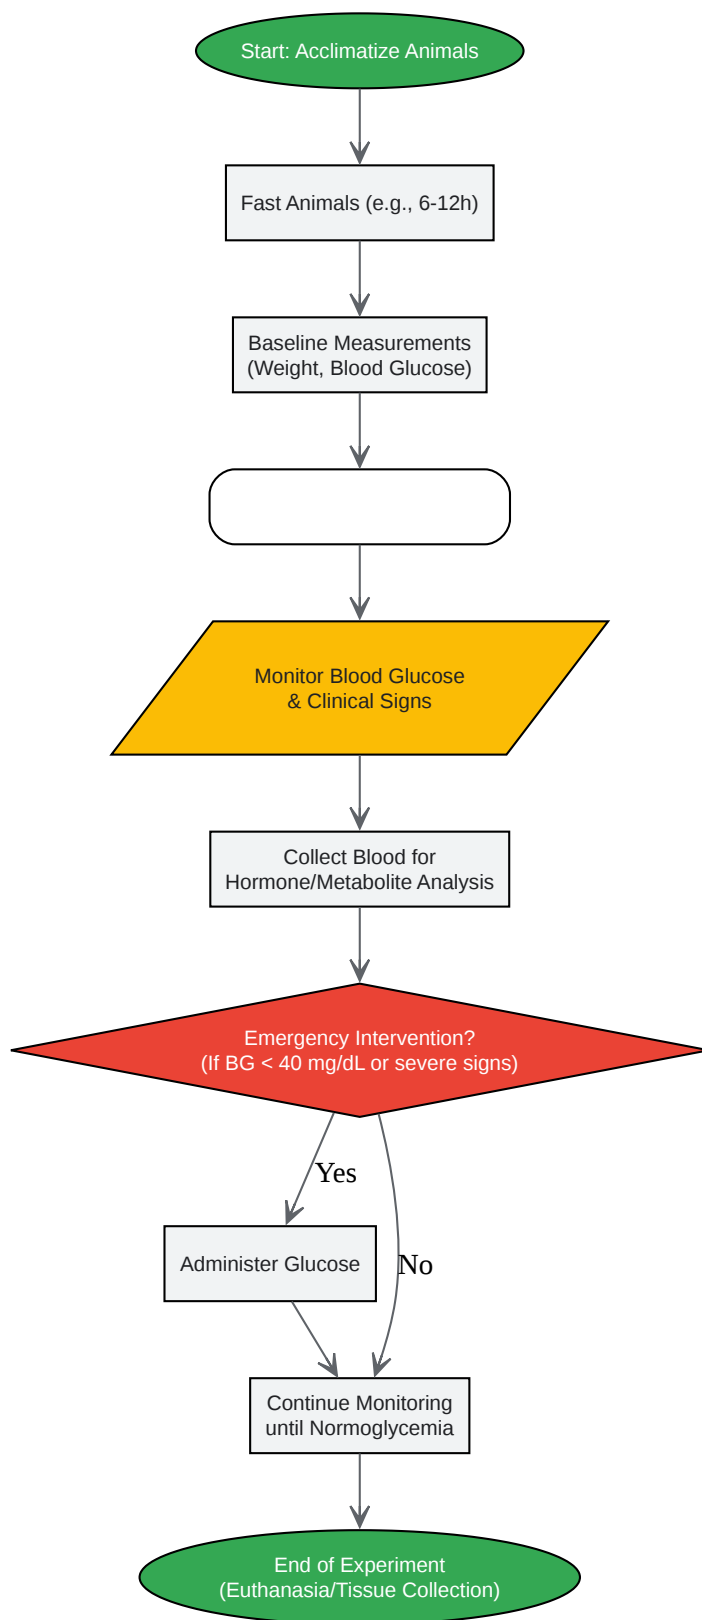 Start: Acclimatize Animals
Fast Animals (e.g., 6-12h)
Baseline Measurements
(Weight, Blood Glucose)
Monitor Blood Glucose
& Clinical Signs
Collect Blood for
Hormone/Metabolite Analysis
Emergency Intervention?
(If BG < 40 mg/dL or severe signs)
Yes
Administer Glucose
No
Continue Monitoring
until Normoglycemia
End of Experiment
(Euthanasia/Tissue Collection)